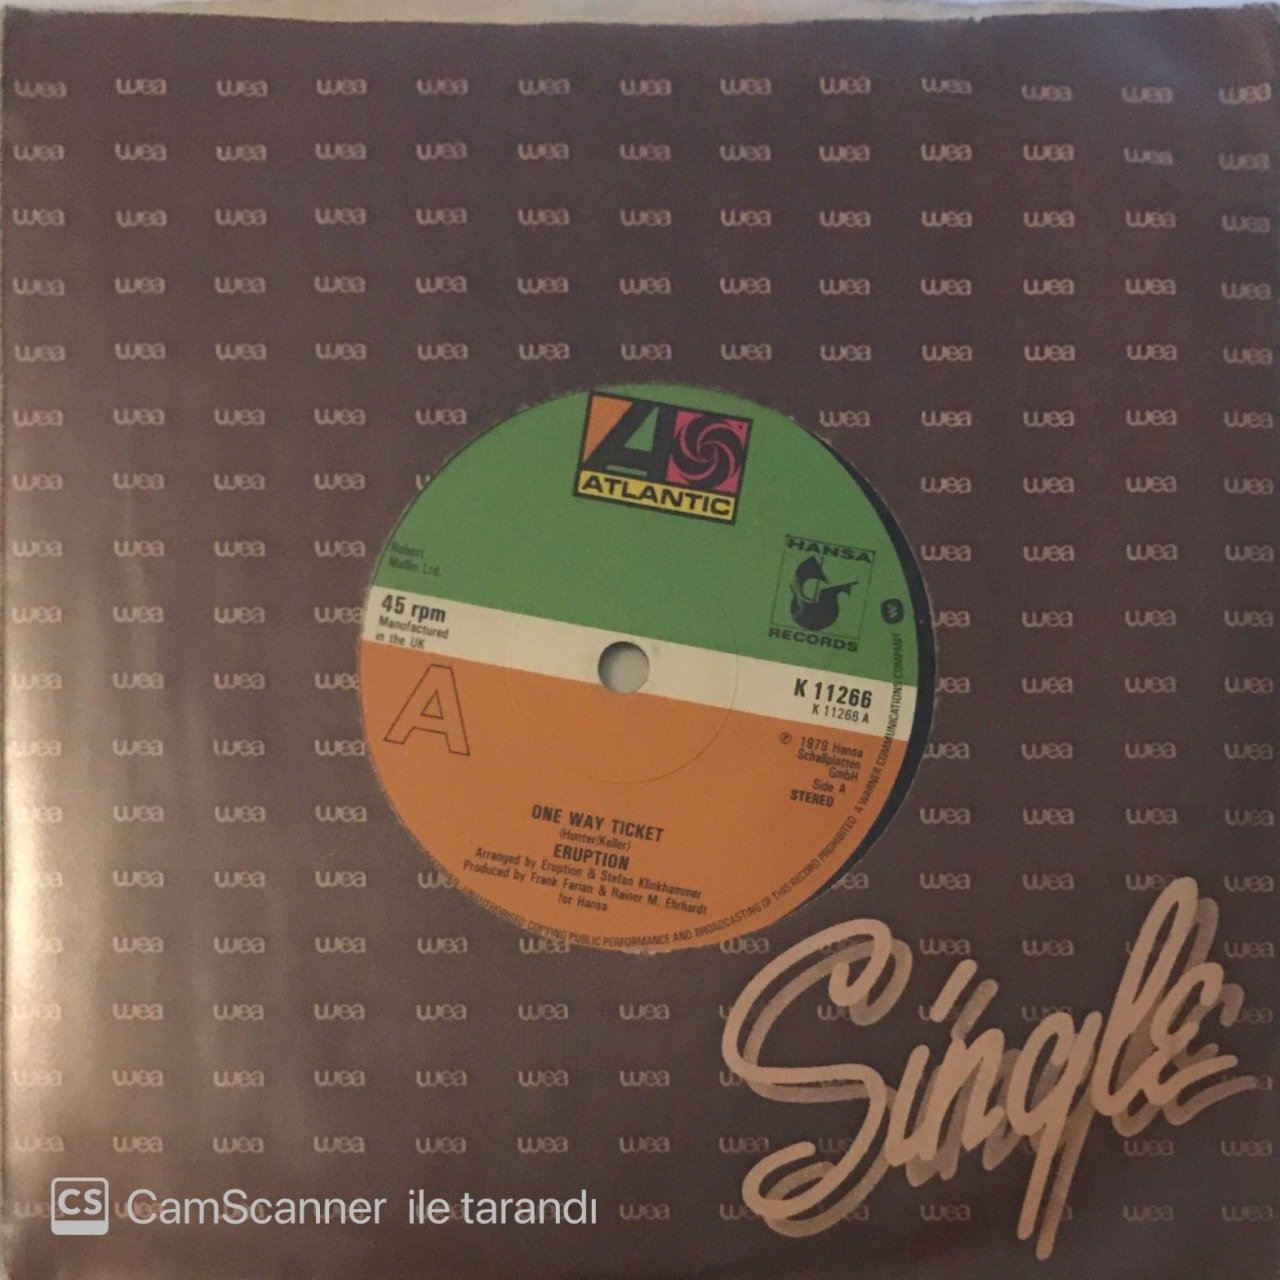 wea
ATLANTIC
HANSA
RECORDS
Robert
Mellin Ltd.
45 rpm
Manufactured
in the UK
A
K 11266
K 11266 A
℗ 1979 Hansa
Schallplatten
GmbH
Side A
STEREO
ONE WAY TICKET
(Hunter/Keller)
ERUPTION
Arranged by Eruption & Stefan Klinkhammer
Produced by Frank Farian & Rainer M. Ehrhardt
for Hansa
UNAUTHORISED COPYING PUBLIC PERFORMANCE AND BROADCASTING OF THIS RECORD PROHIBITED A WARNER COMMUNICATIONS COMPANY
Single
CS CamScanner ile tarandı